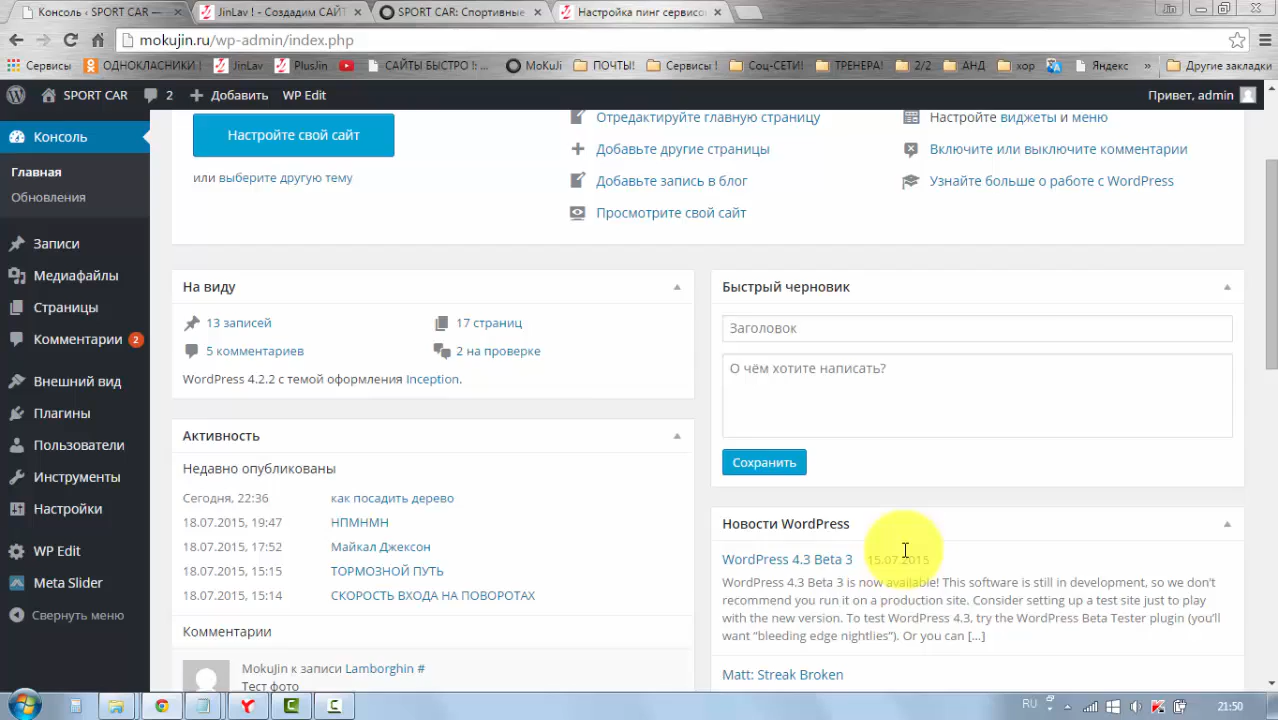 Консоль ‹ SPORT CAR —
JinLav ! - Создадим САЙТ
SPORT CAR: Спортивные
Настройка пинг сервисо
mokujin.ru/wp-admin/index.php
Сервисы
ОДНОКЛАСНИКИ
JinLav
PlusJin
САЙТЫ БЫСТРО !:...
MoKuJi
ПОЧТЫ!
Сервисы !
Соц-СЕТИ!
ТРЕНЕРА!
2/2
АНД
хор
Яндекс
»
Другие закладки
SPORT CAR
2
Добавить
WP Edit
Привет, admin
Консоль
Главная
Обновления
Записи
Медиафайлы
Страницы
Комментарии 2
Внешний вид
Плагины
Пользователи
Инструменты
Настройки
WP Edit
Meta Slider
Свернуть меню
Настройте свой сайт
или выберите другую тему
Отредактируйте главную страницу
Добавьте другие страницы
Добавьте запись в блог
Просмотрите свой сайт
Настройте виджеты и меню
Включите или выключите комментарии
Узнайте больше о работе с WordPress
На виду
13 записей
17 страниц
5 комментариев
2 на проверке
WordPress 4.2.2 с темой оформления Inception.
Активность
Недавно опубликованы
Сегодня, 22:36 как посадить дерево
18.07.2015, 19:47 НПМНМН
18.07.2015, 17:52 Майкал Джексон
18.07.2015, 15:15 ТОРМОЗНОЙ ПУТЬ
18.07.2015, 15:14 СКОРОСТЬ ВХОДА НА ПОВОРОТАХ
Комментарии
MokuJin к записи Lamborghin #
Тест фото
Быстрый черновик
Заголовок
О чём хотите написать?
Сохранить
Новости WordPress
WordPress 4.3 Beta 3 15.07.2015
WordPress 4.3 Beta 3 is now available! This software is still in development, so we don't
recommend you run it on a production site. Consider setting up a test site just to play
with the new version. To test WordPress 4.3, try the WordPress Beta Tester plugin (you'll
want “bleeding edge nightlies”). Or you can [...]
Matt: Streak Broken
RU
21:50